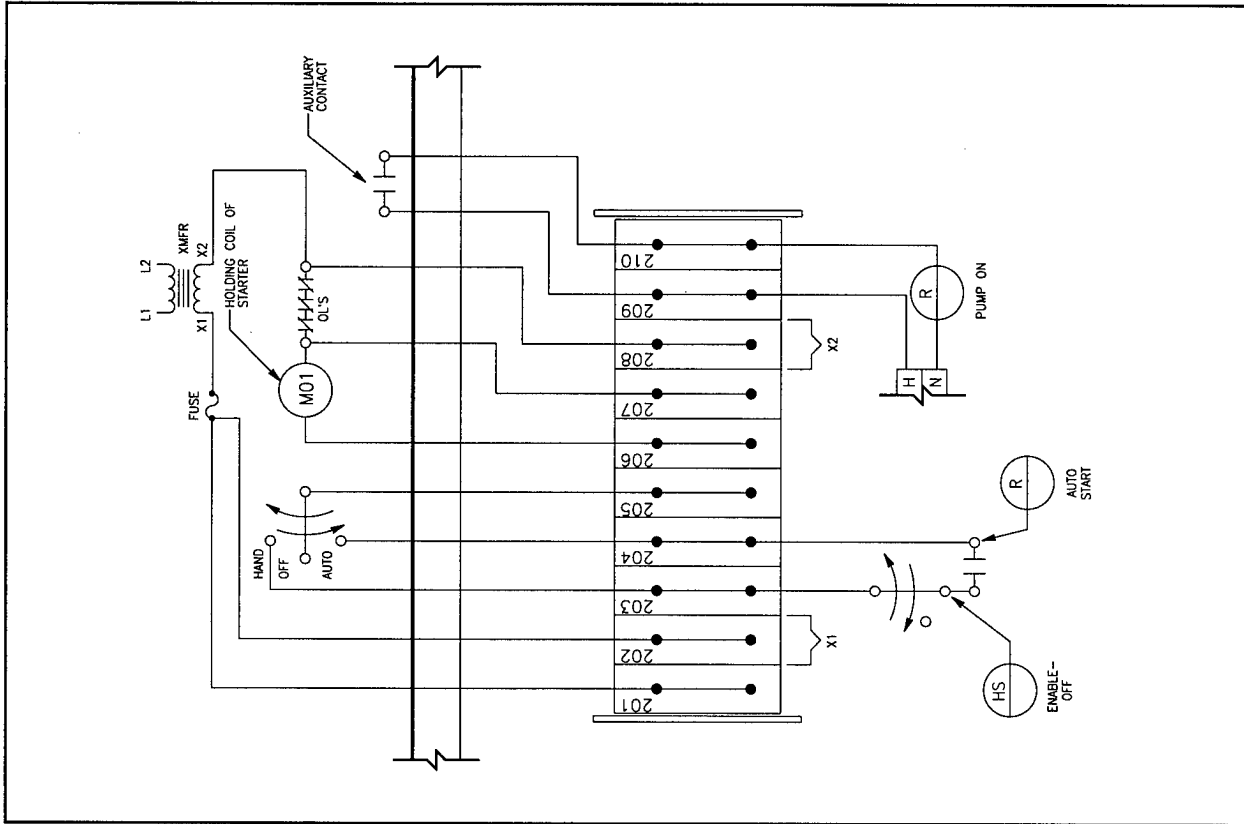 AUXILIARY
CONTACT
L1
L2
XMFR
X1
X2
HOLDING COIL OF
STARTER
FUSE
OL'S
M01
HAND
OFF
AUTO
201
202
203
204
205
206
207
208
209
210
X1
X2
H
N
R
PUMP ON
R
AUTO
START
HS
ENABLE-
OFF